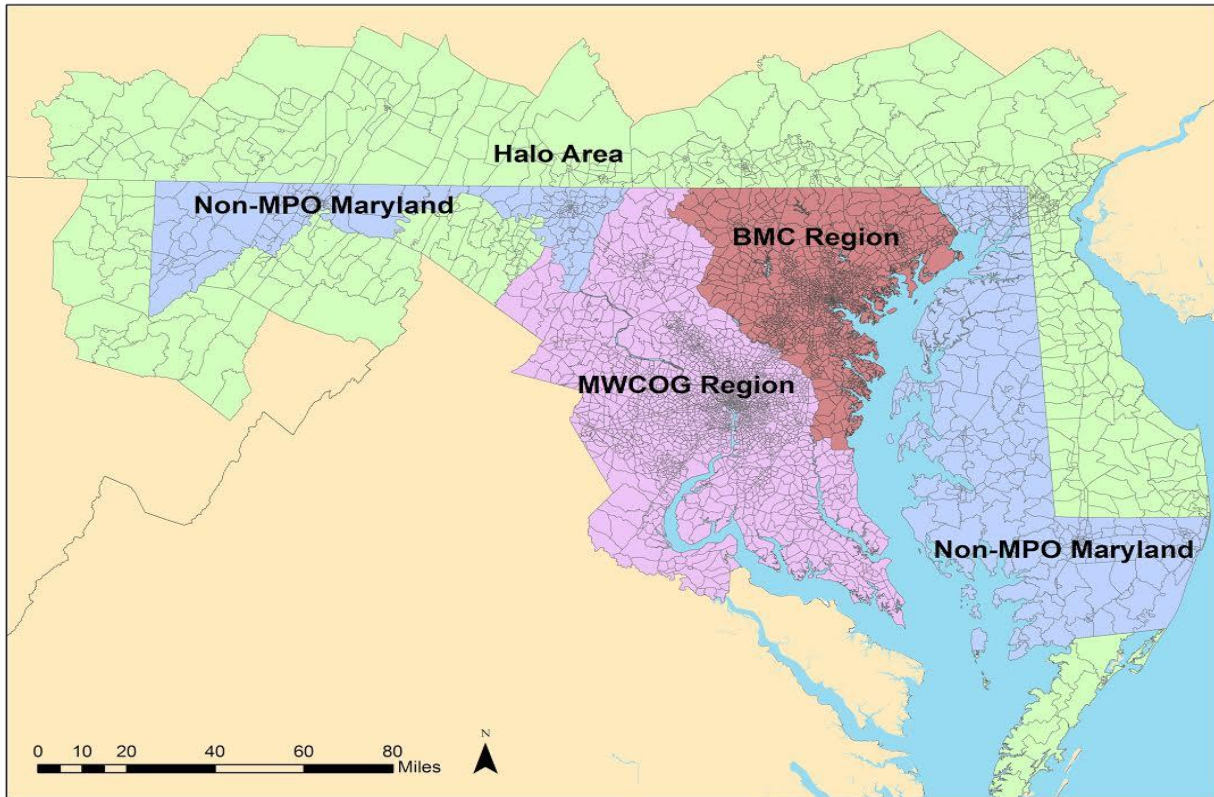 Halo Area
Non-MPO Maryland
BMC Region
MWCOG Region
Non-MPO Maryland
N
0 10 20 40 60 80
Miles